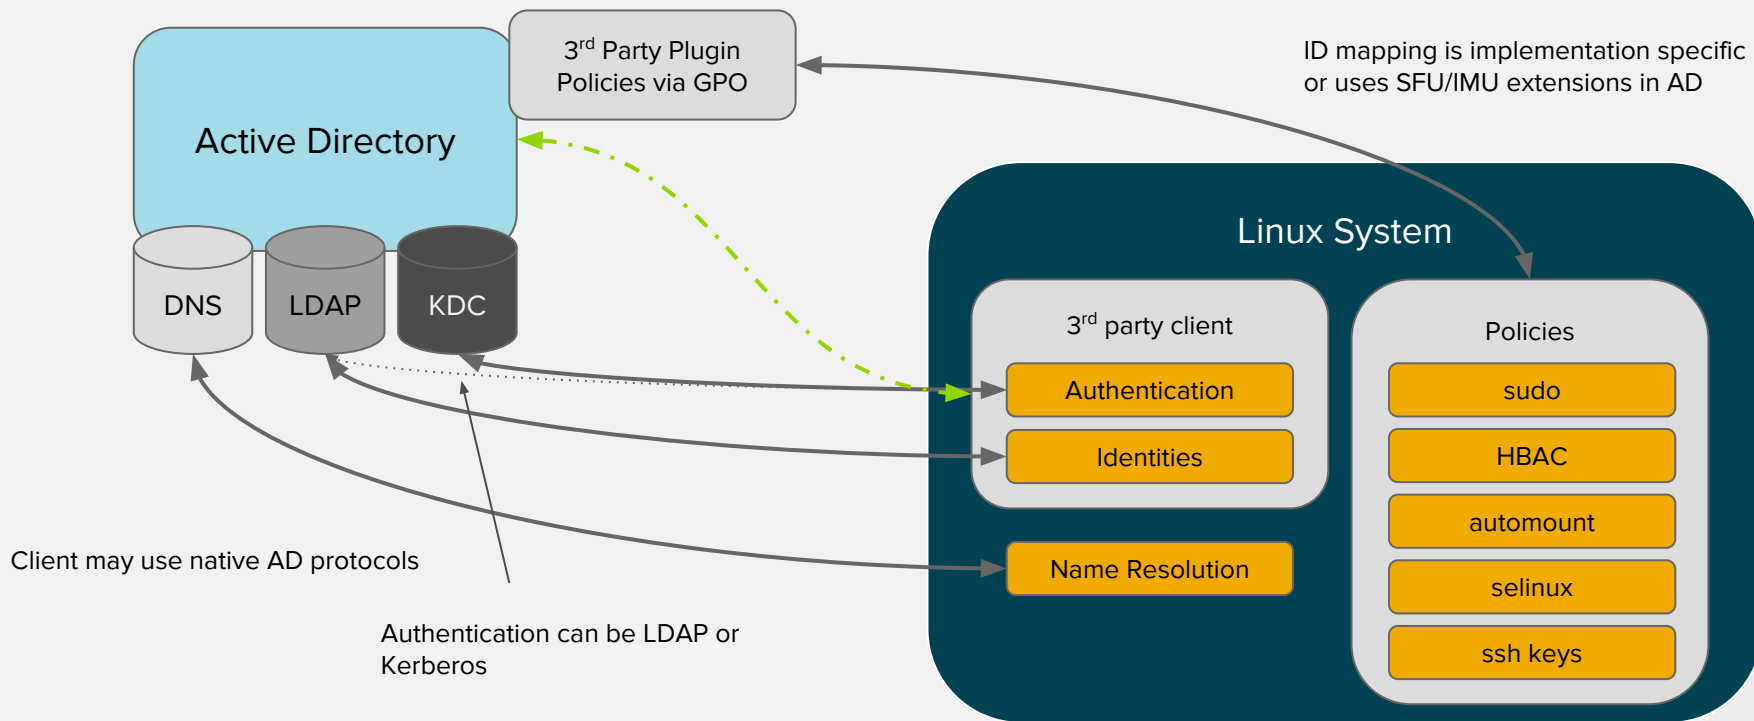 3rd Party Plugin
Policies via GPO
ID mapping is implementation specific
or uses SFU/IMU extensions in AD
Active Directory
DNS
LDAP
KDC
Linux System
3rd party client
Authentication
Identities
Name Resolution
Policies
sudo
HBAC
automount
selinux
ssh keys
Client may use native AD protocols
Authentication can be LDAP or
Kerberos